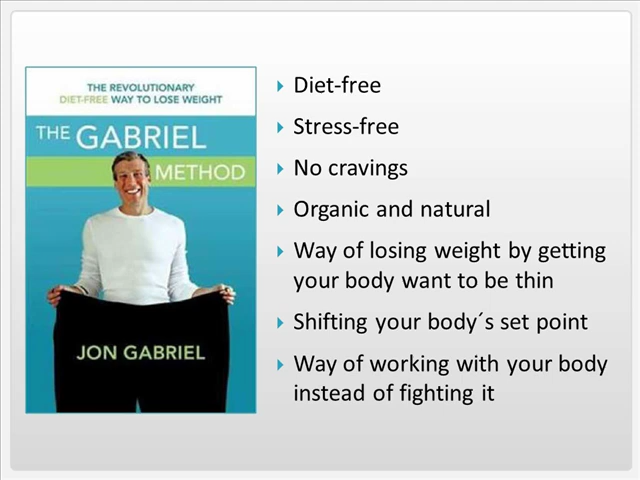 THE REVOLUTIONARY
DIET-FREE WAY TO LOSE WEIGHT
THE GABRIEL
METHOD
JON GABRIEL
Diet-free
Stress-free
No cravings
Organic and natural
Way of losing weight by getting
your body want to be thin
Shifting your body´s set point
Way of working with your body
instead of fighting it